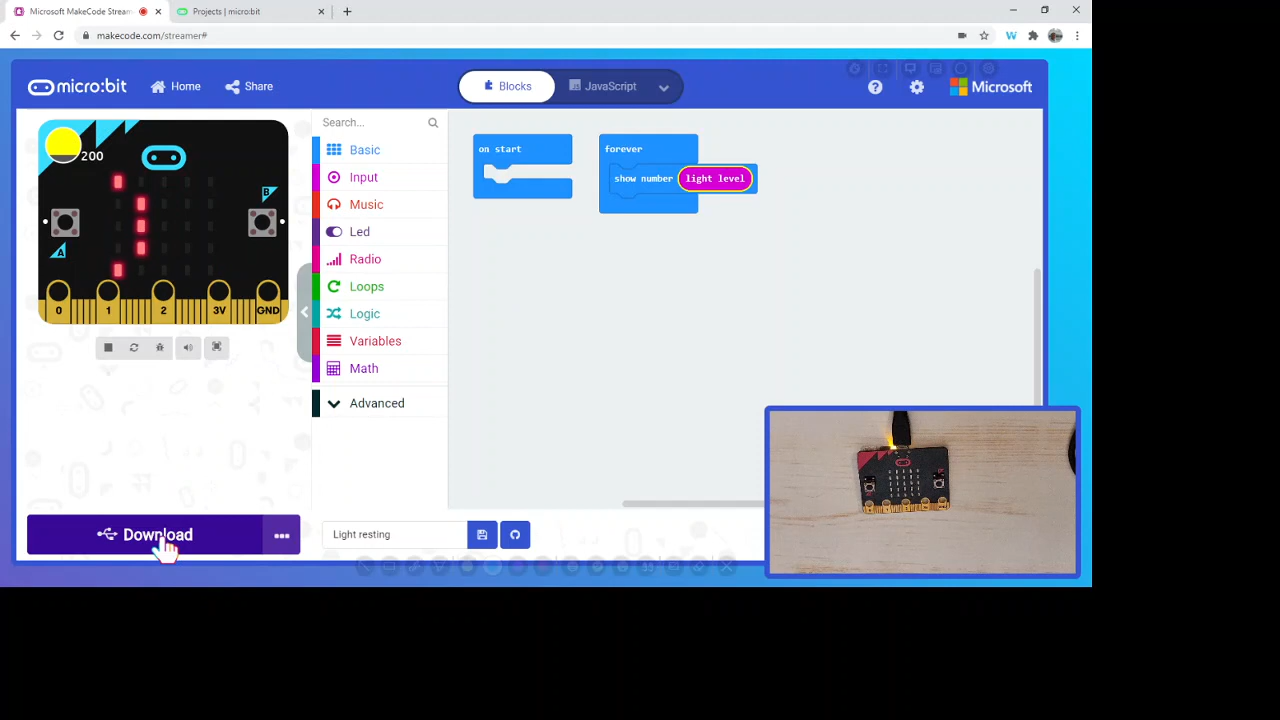 Microsoft MakeCode Stream
Projects | micro:bit
makecode.com/streamer#
micro:bit
Home
Share
Blocks
JavaScript
Microsoft
200
B
A
0 1 2 3V GND
Search...
Basic
Input
Music
Led
Radio
Loops
Logic
Variables
Math
Advanced
on start
forever
show number light level
Download
Light resting